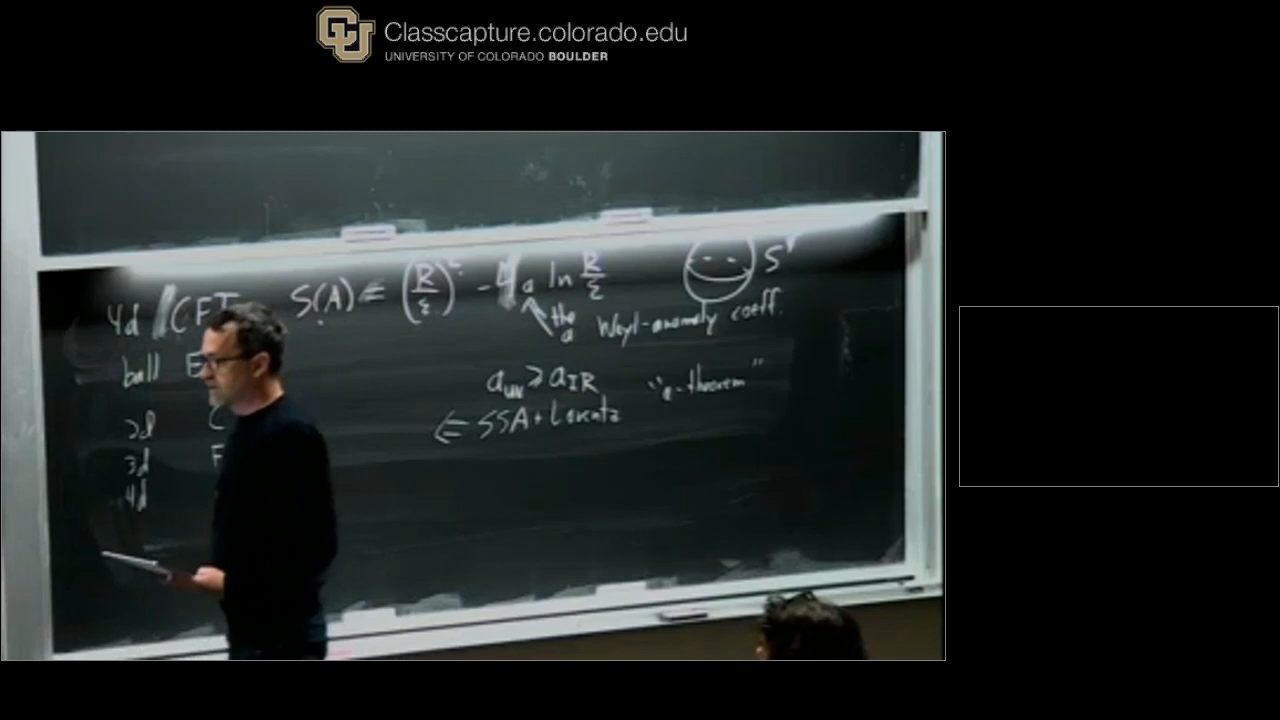 Classcapture.colorado.edu
UNIVERSITY OF COLORADO BOULDER
4d CFT S(A) = (R/ε)² - 4a ln R/ε
the a Weyl-anomaly coeff.
ball
a_UV ≥ a_IR "a-theorem"
⇐ SSA + Lorentz
2d C
3d F
4d